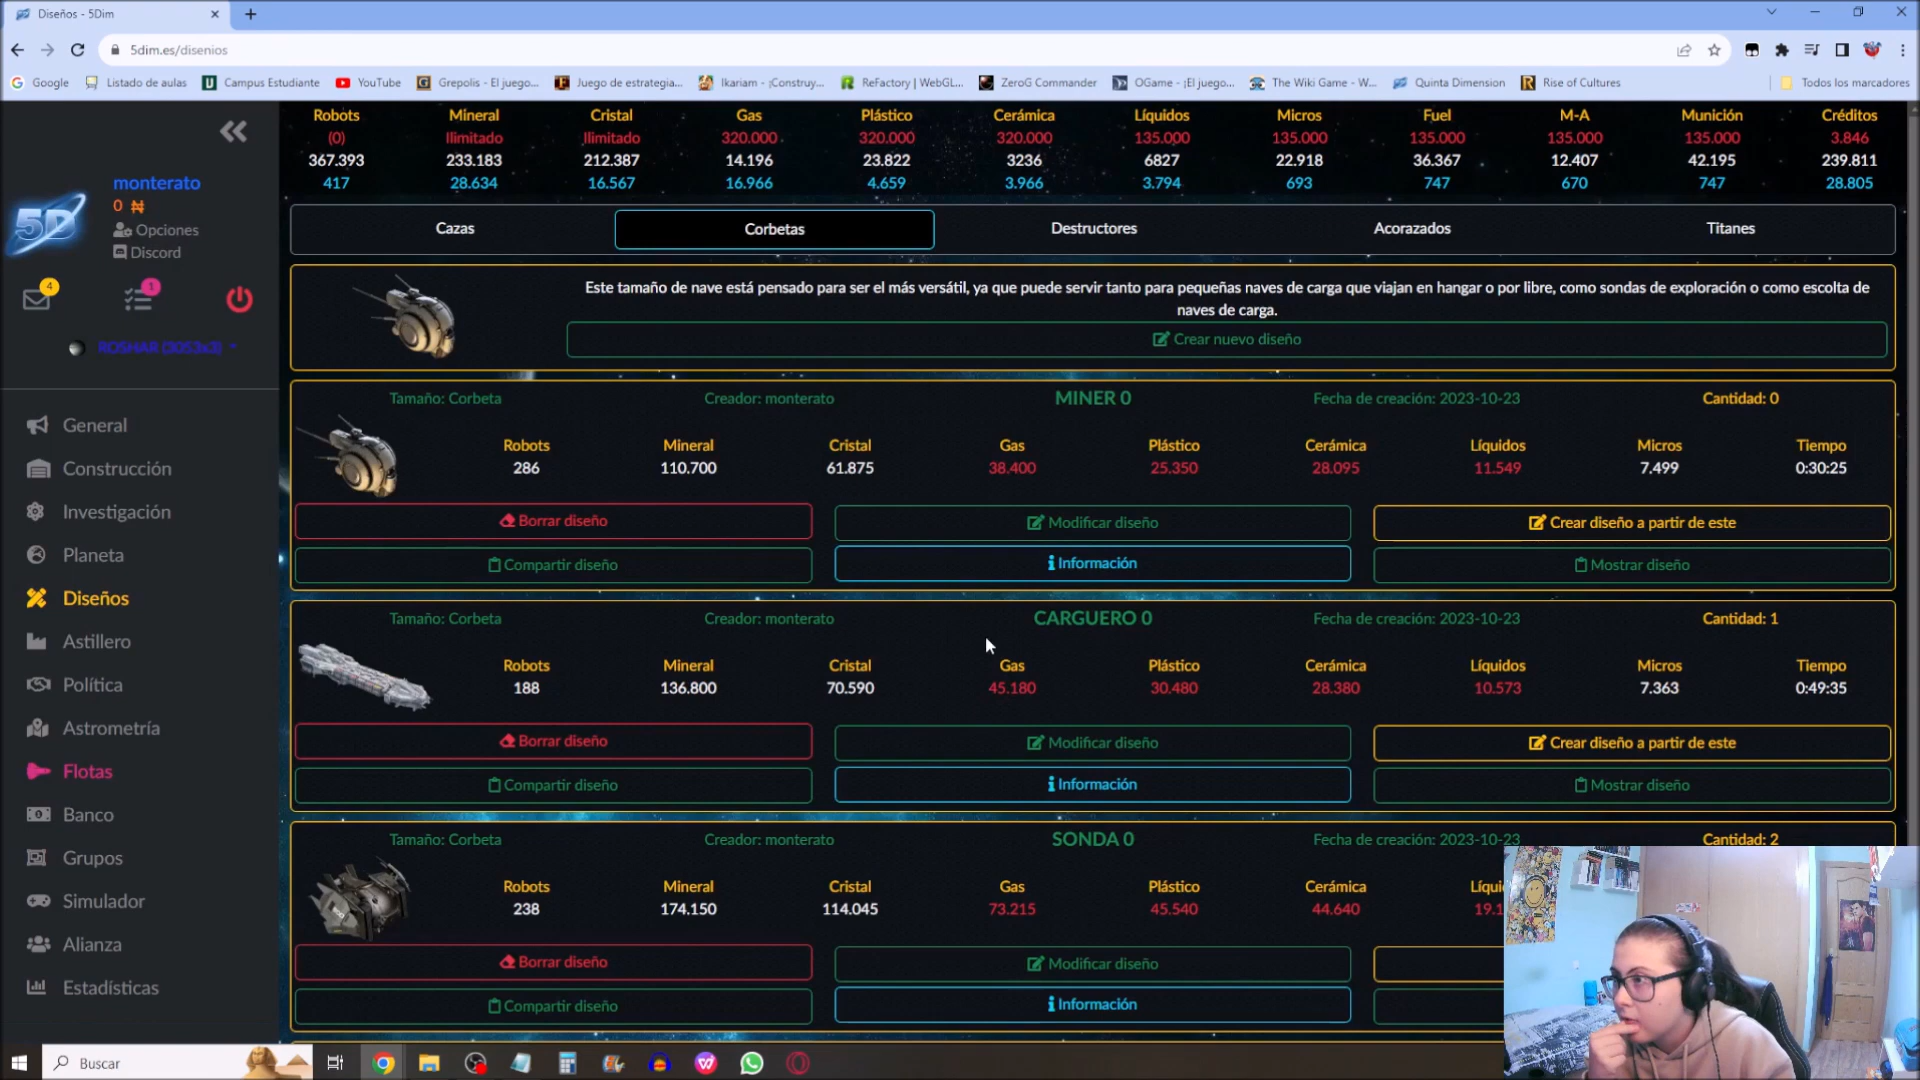 Diseños - 5Dim
5dim.es/disenios
Google Listado de aulas Campus Estudiante YouTube Grepolis - El juego... Juego de estrategia... Ikariam - ¡Construy... ReFactory | WebGL... ZeroG Commander OGame - ¡El juego... The Wiki Game - W... Quinta Dimension Rise of Cultures Todos los marcadores
Robots Mineral Cristal Gas Plástico Cerámica Líquidos Micros Fuel M-A Munición Créditos
(0) Ilimitado Ilimitado 320.000 320.000 320.000 135.000 135.000 135.000 135.000 135.000 3.846
367.393 233.183 212.387 14.196 23.822 3236 6827 22.918 36.367 12.407 42.195 239.811
417 28.634 16.567 16.966 4.659 3.966 3.794 693 747 670 747 28.805
5D
monterato
0
Opciones
Discord
4
1
ROSHAR (3053x3)
General
Construcción
Investigación
Planeta
Diseños
Astillero
Política
Astrometría
Flotas
Banco
Grupos
Simulador
Alianza
Estadísticas
Cazas Corbetas Destructores Acorazados Titanes
Este tamaño de nave está pensado para ser el más versátil, ya que puede servir tanto para pequeñas naves de carga que viajan en hangar o por libre, como sondas de exploración o como escolta de
naves de carga.
Crear nuevo diseño
Tamaño: Corbeta Creador: monterato MINER 0 Fecha de creación: 2023-10-23 Cantidad: 0
Robots Mineral Cristal Gas Plástico Cerámica Líquidos Micros Tiempo
286 110.700 61.875 38.400 25.350 28.095 11.549 7.499 0:30:25
Borrar diseño Modificar diseño Crear diseño a partir de este
Compartir diseño Información Mostrar diseño
Tamaño: Corbeta Creador: monterato CARGUERO 0 Fecha de creación: 2023-10-23 Cantidad: 1
Robots Mineral Cristal Gas Plástico Cerámica Líquidos Micros Tiempo
188 136.800 70.590 45.180 30.480 28.380 10.573 7.363 0:49:35
Borrar diseño Modificar diseño Crear diseño a partir de este
Compartir diseño Información Mostrar diseño
Tamaño: Corbeta Creador: monterato SONDA 0 Fecha de creación: 2023-10-23 Cantidad: 2
Robots Mineral Cristal Gas Plástico Cerámica Líqui
238 174.150 114.045 73.215 45.540 44.640 19.1
Borrar diseño Modificar diseño
Compartir diseño Información
Buscar